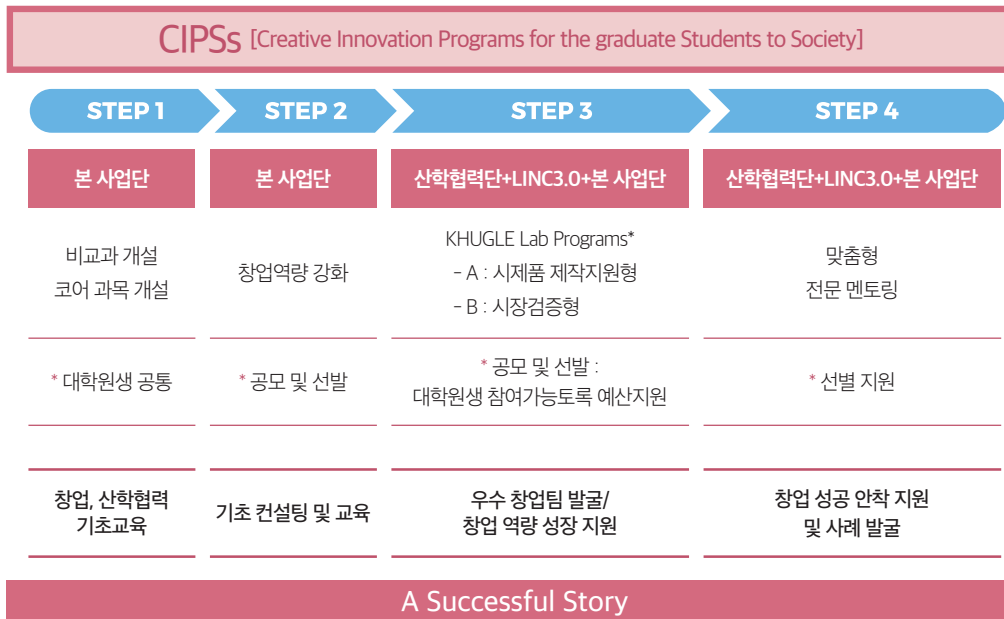 CIPSs [Creative Innovation Programs for the graduate Students to Society]
STEP 1
STEP 2
STEP 3
STEP 4
본 사업단
본 사업단
산학협력단+LINC3.0+본 사업단
산학협력단+LINC3.0+본 사업단
비교과 개설
코어 과목 개설
창업역량 강화
KHUGLE Lab Programs*
- A : 시제품 제작지원형
- B : 시장검증형
맞춤형
전문 멘토링
* 대학원생 공통
* 공모 및 선발
* 공모 및 선발 :
대학원생 참여가능토록 예산지원
* 선별 지원
창업, 산학협력
기초교육
기초 컨설팅 및 교육
우수 창업팀 발굴/
창업 역량 성장 지원
창업 성공 안착 지원
및 사례 발굴
A Successful Story